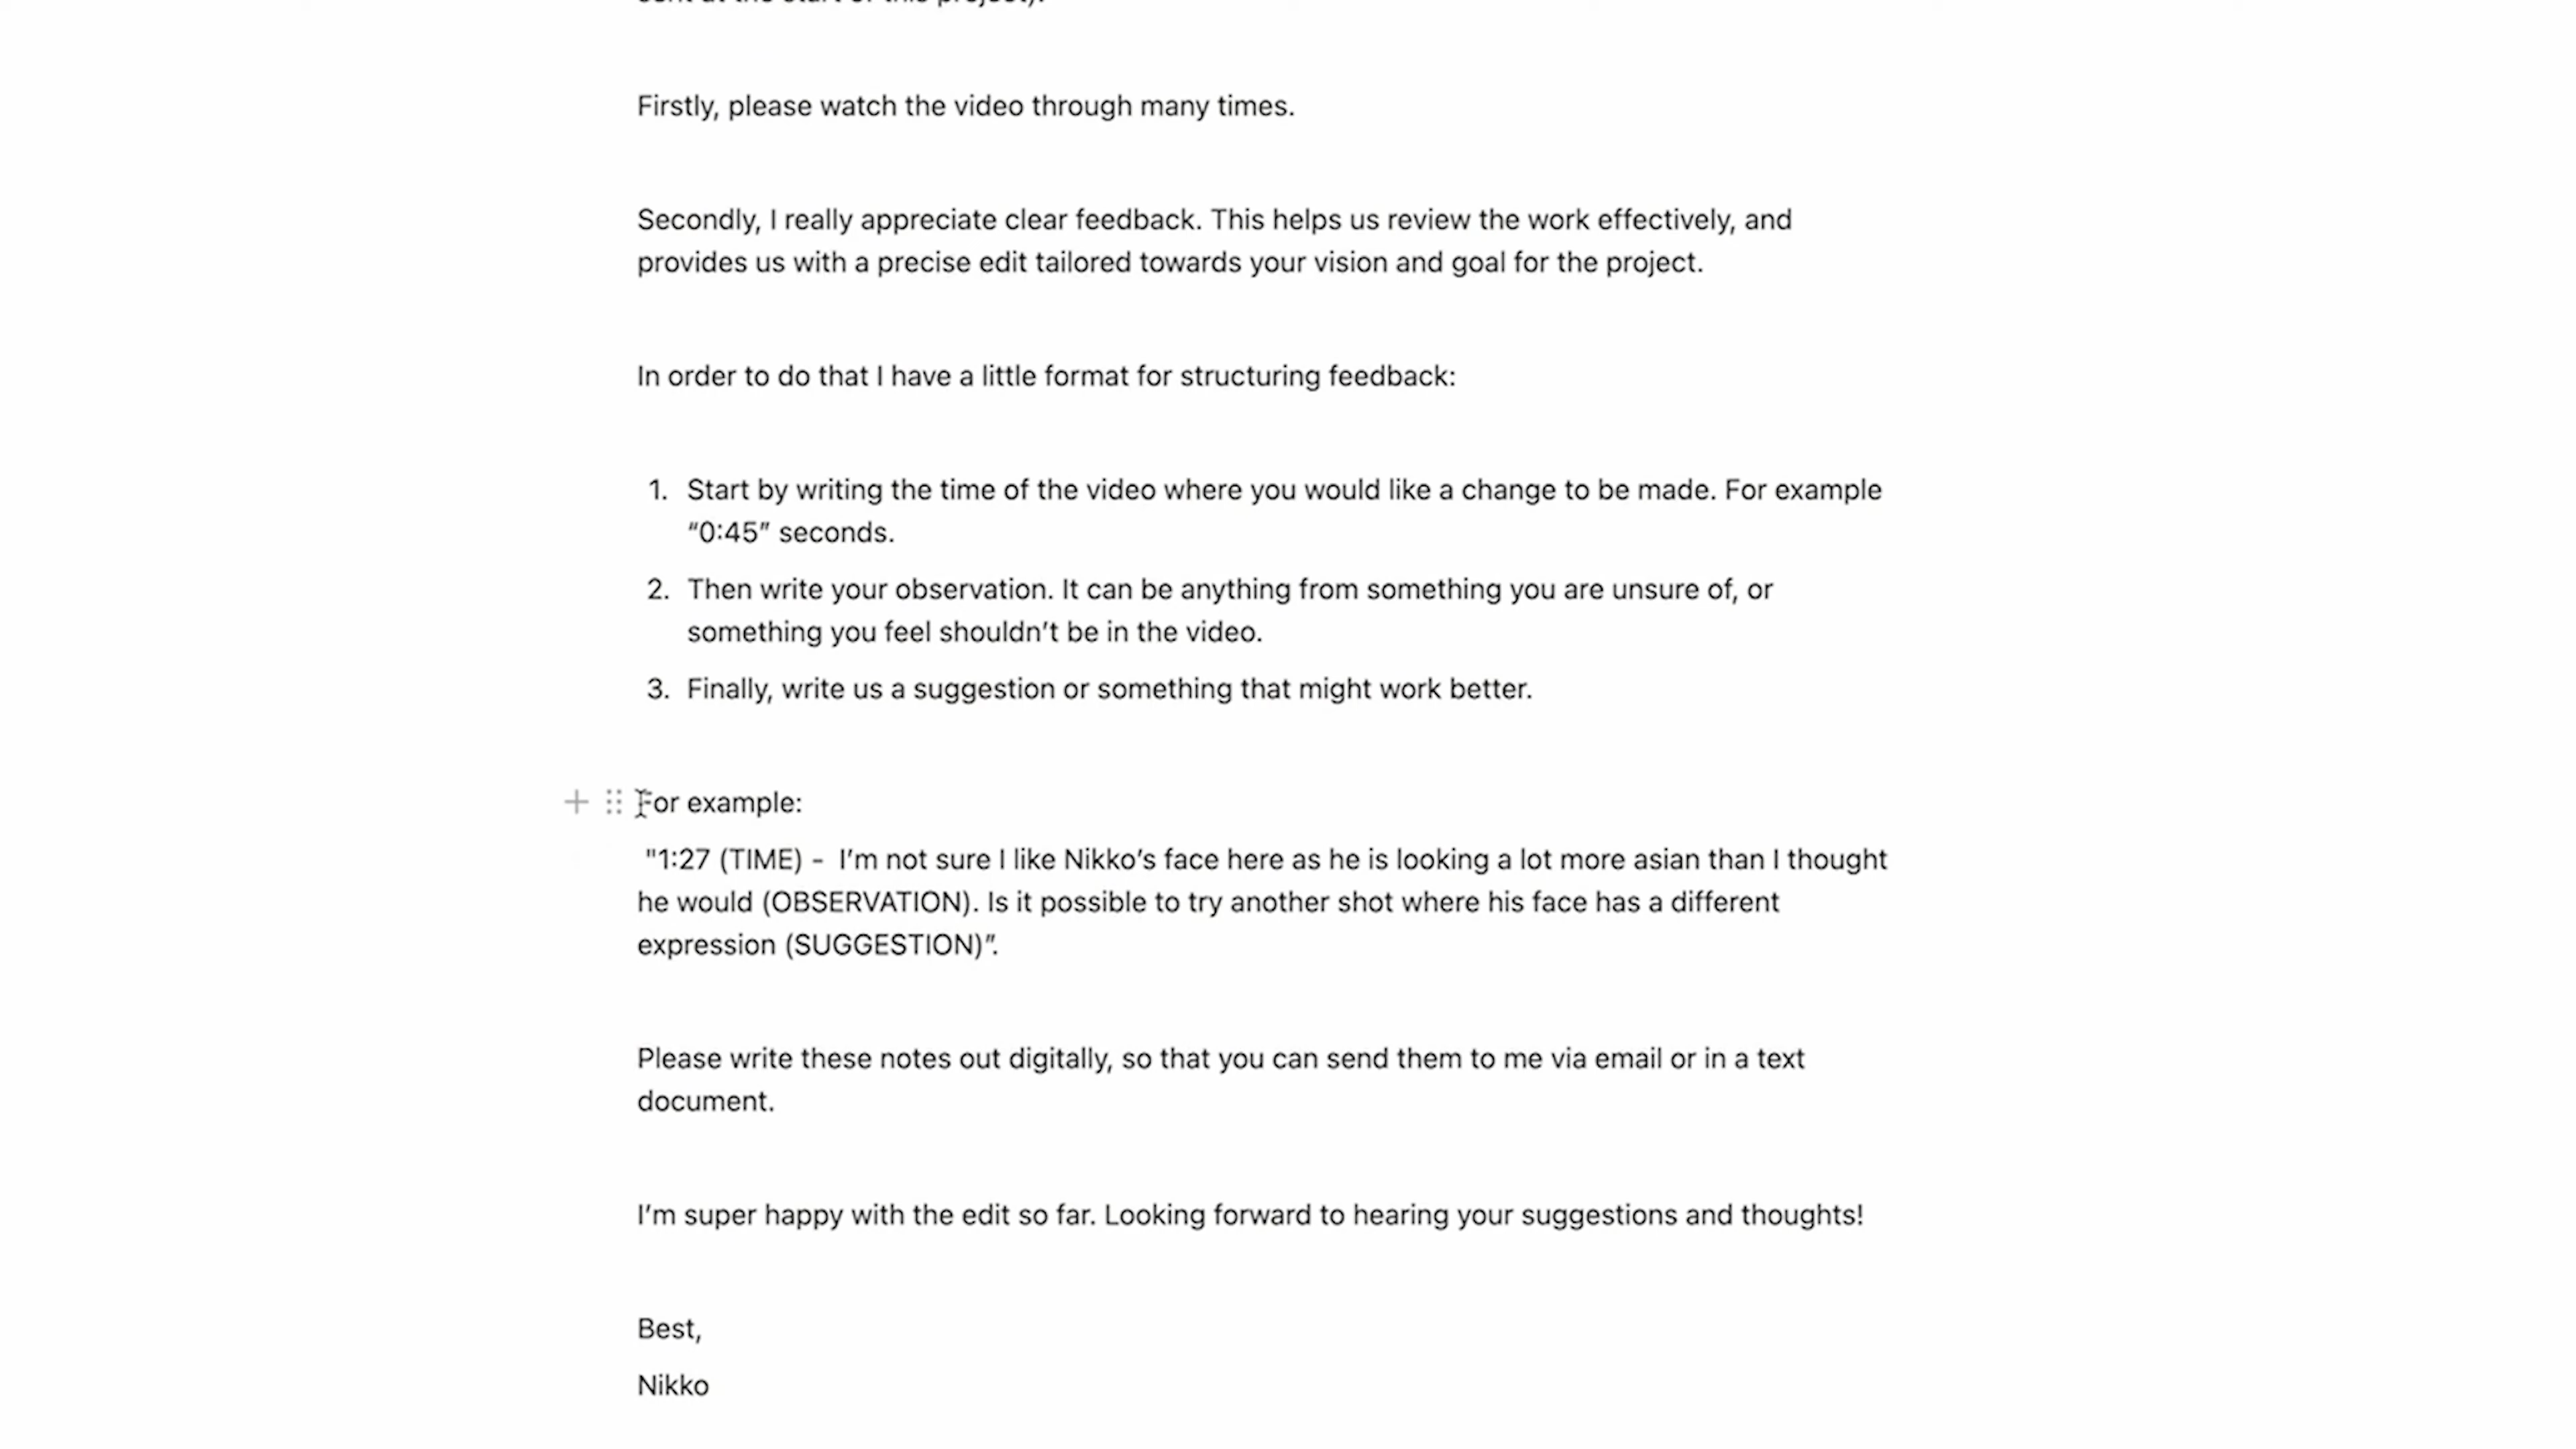 sent at the start of this project).
Firstly, please watch the video through many times.
Secondly, I really appreciate clear feedback. This helps us review the work effectively, and
provides us with a precise edit tailored towards your vision and goal for the project.
In order to do that I have a little format for structuring feedback:
1. Start by writing the time of the video where you would like a change to be made. For example
“0:45” seconds.
2. Then write your observation. It can be anything from something you are unsure of, or
something you feel shouldn’t be in the video.
3. Finally, write us a suggestion or something that might work better.
For example:
"1:27 (TIME) - I’m not sure I like Nikko’s face here as he is looking a lot more asian than I thought
he would (OBSERVATION). Is it possible to try another shot where his face has a different
expression (SUGGESTION)”.
Please write these notes out digitally, so that you can send them to me via email or in a text
document.
I’m super happy with the edit so far. Looking forward to hearing your suggestions and thoughts!
Best,
Nikko